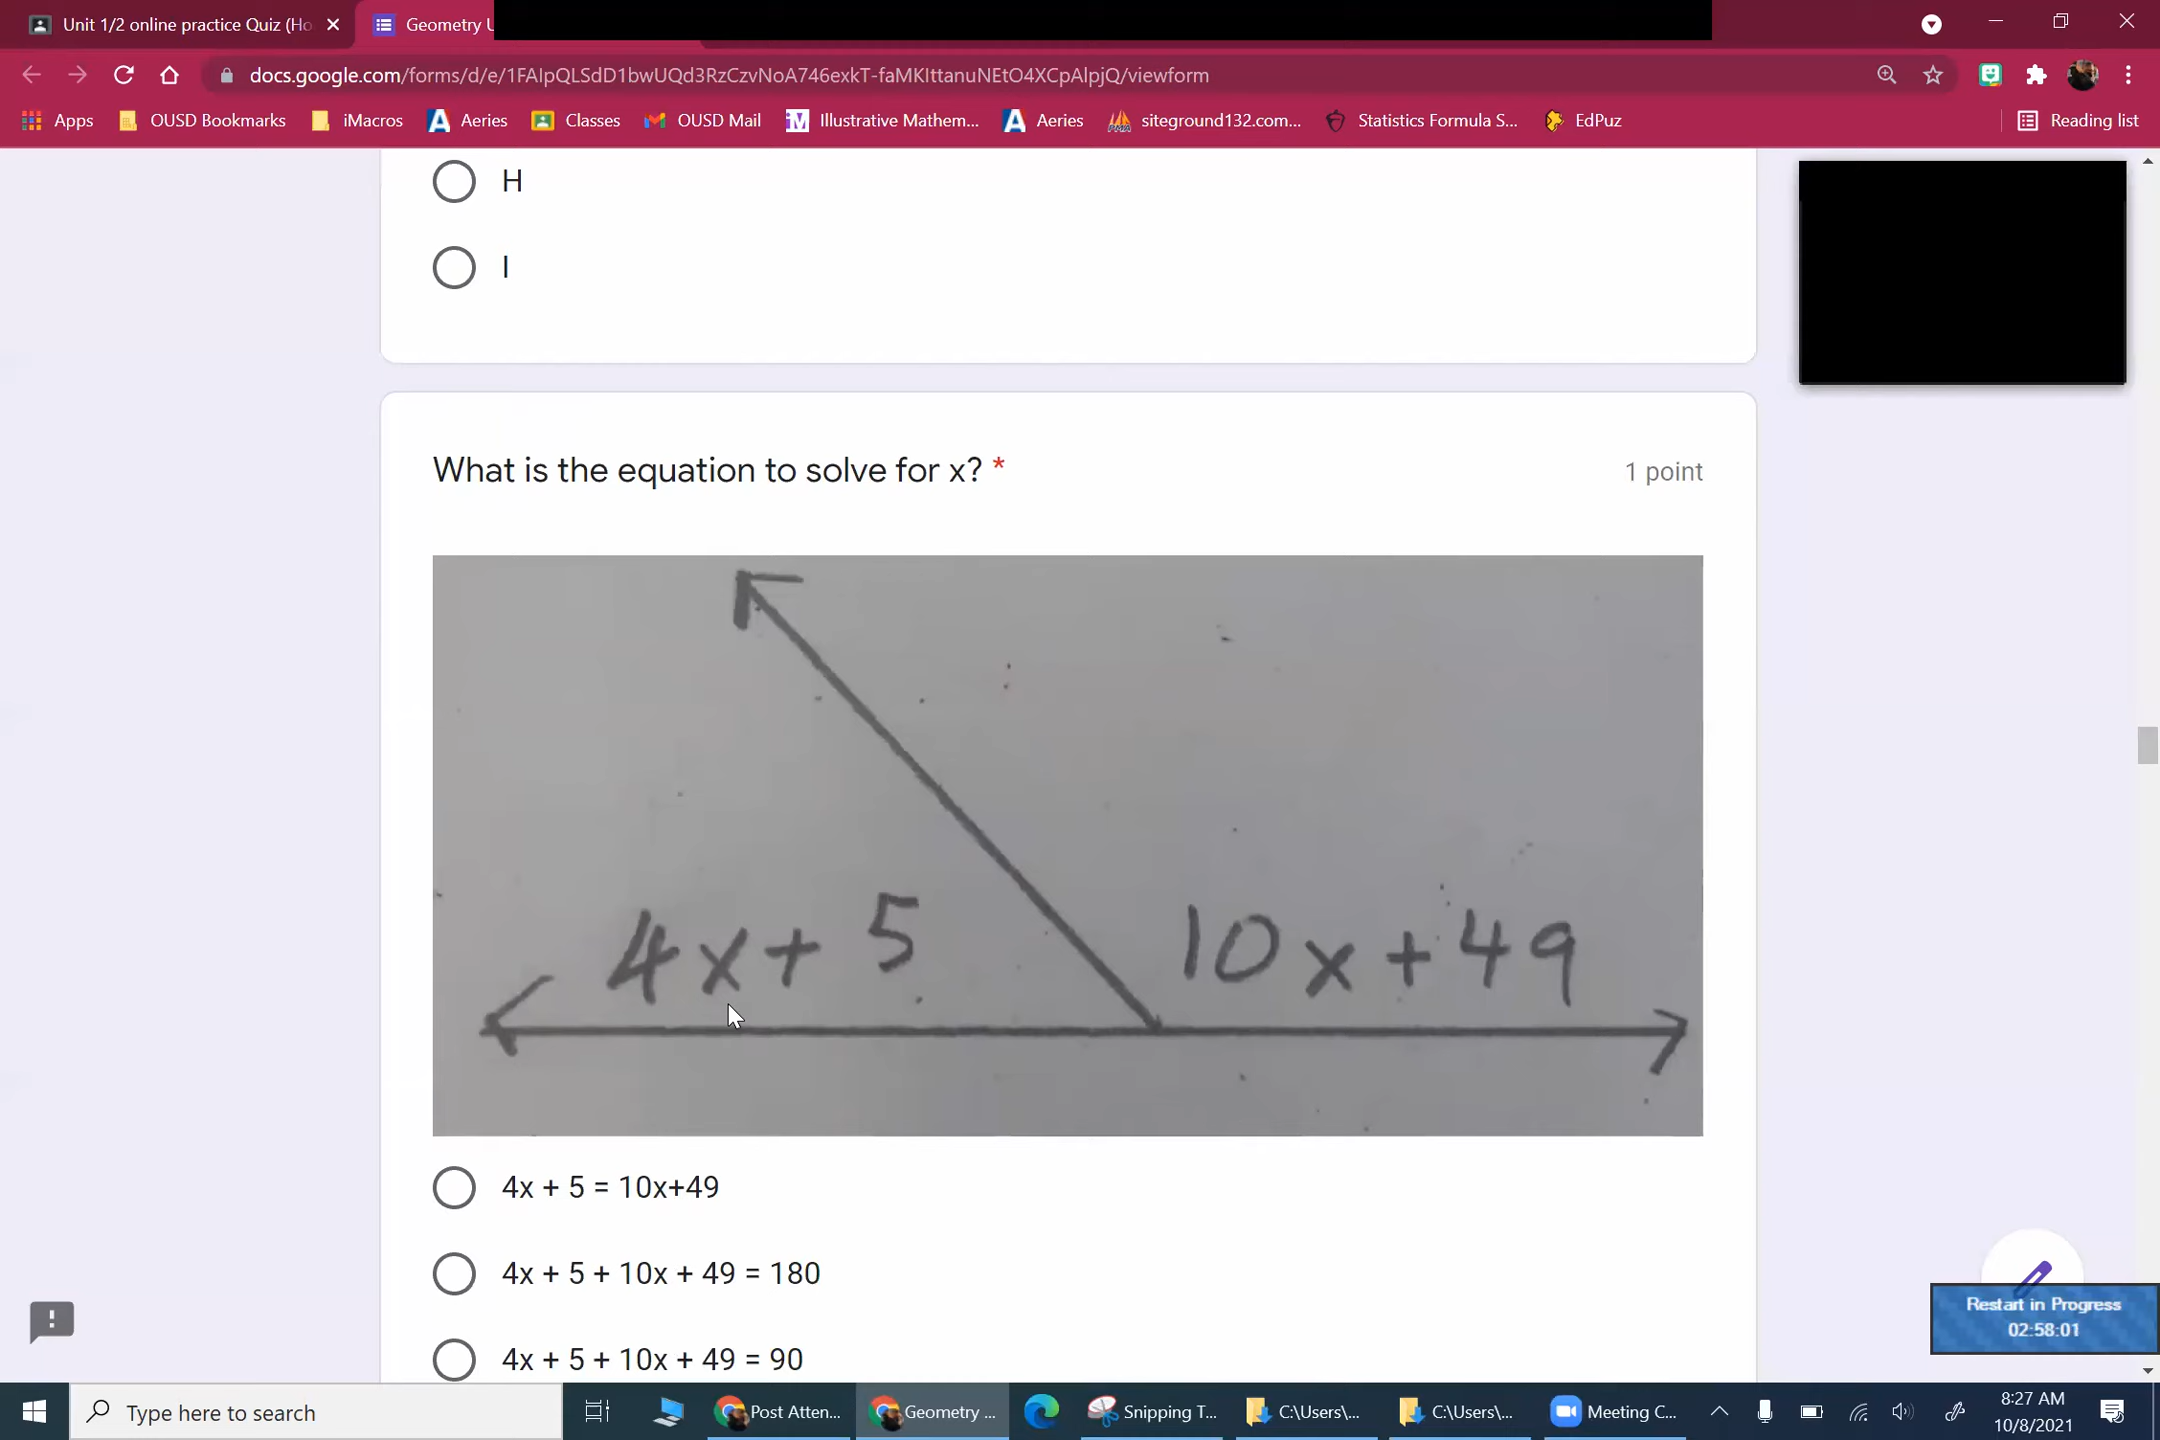 Unit 1/2 online practice Quiz (Ho
Geometry U
docs.google.com/forms/d/e/1FAIpQLSdD1bwUQd3RzCzvNoA746exkT-faMKIttanuNEtO4XCpAlpjQ/viewform
Apps OUSD Bookmarks iMacros Aeries Classes OUSD Mail Illustrative Mathem... Aeries siteground132.com... Statistics Formula S... EdPuz Reading list
H
I
What is the equation to solve for x? * 1 point
4x+ 5 10x+49
4x + 5 = 10x+49
4x + 5 + 10x + 49 = 180
4x + 5 + 10x + 49 = 90
Restart in Progress
02:58:01
Type here to search
Post Atten... Geometry ... Snipping T... C:\Users\... C:\Users\... Meeting C...
8:27 AM
10/8/2021